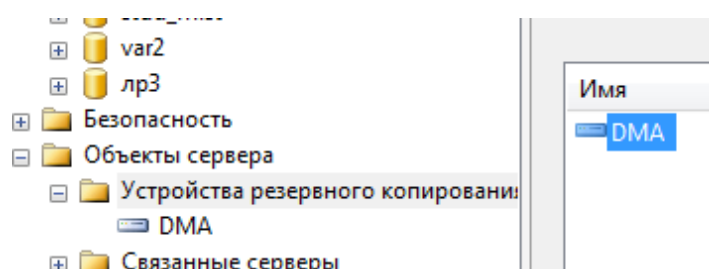 var2
лр3
Безопасность
Объекты сервера
Устройства резервного копировани
DMA
Связанные серверы
Имя
DMA